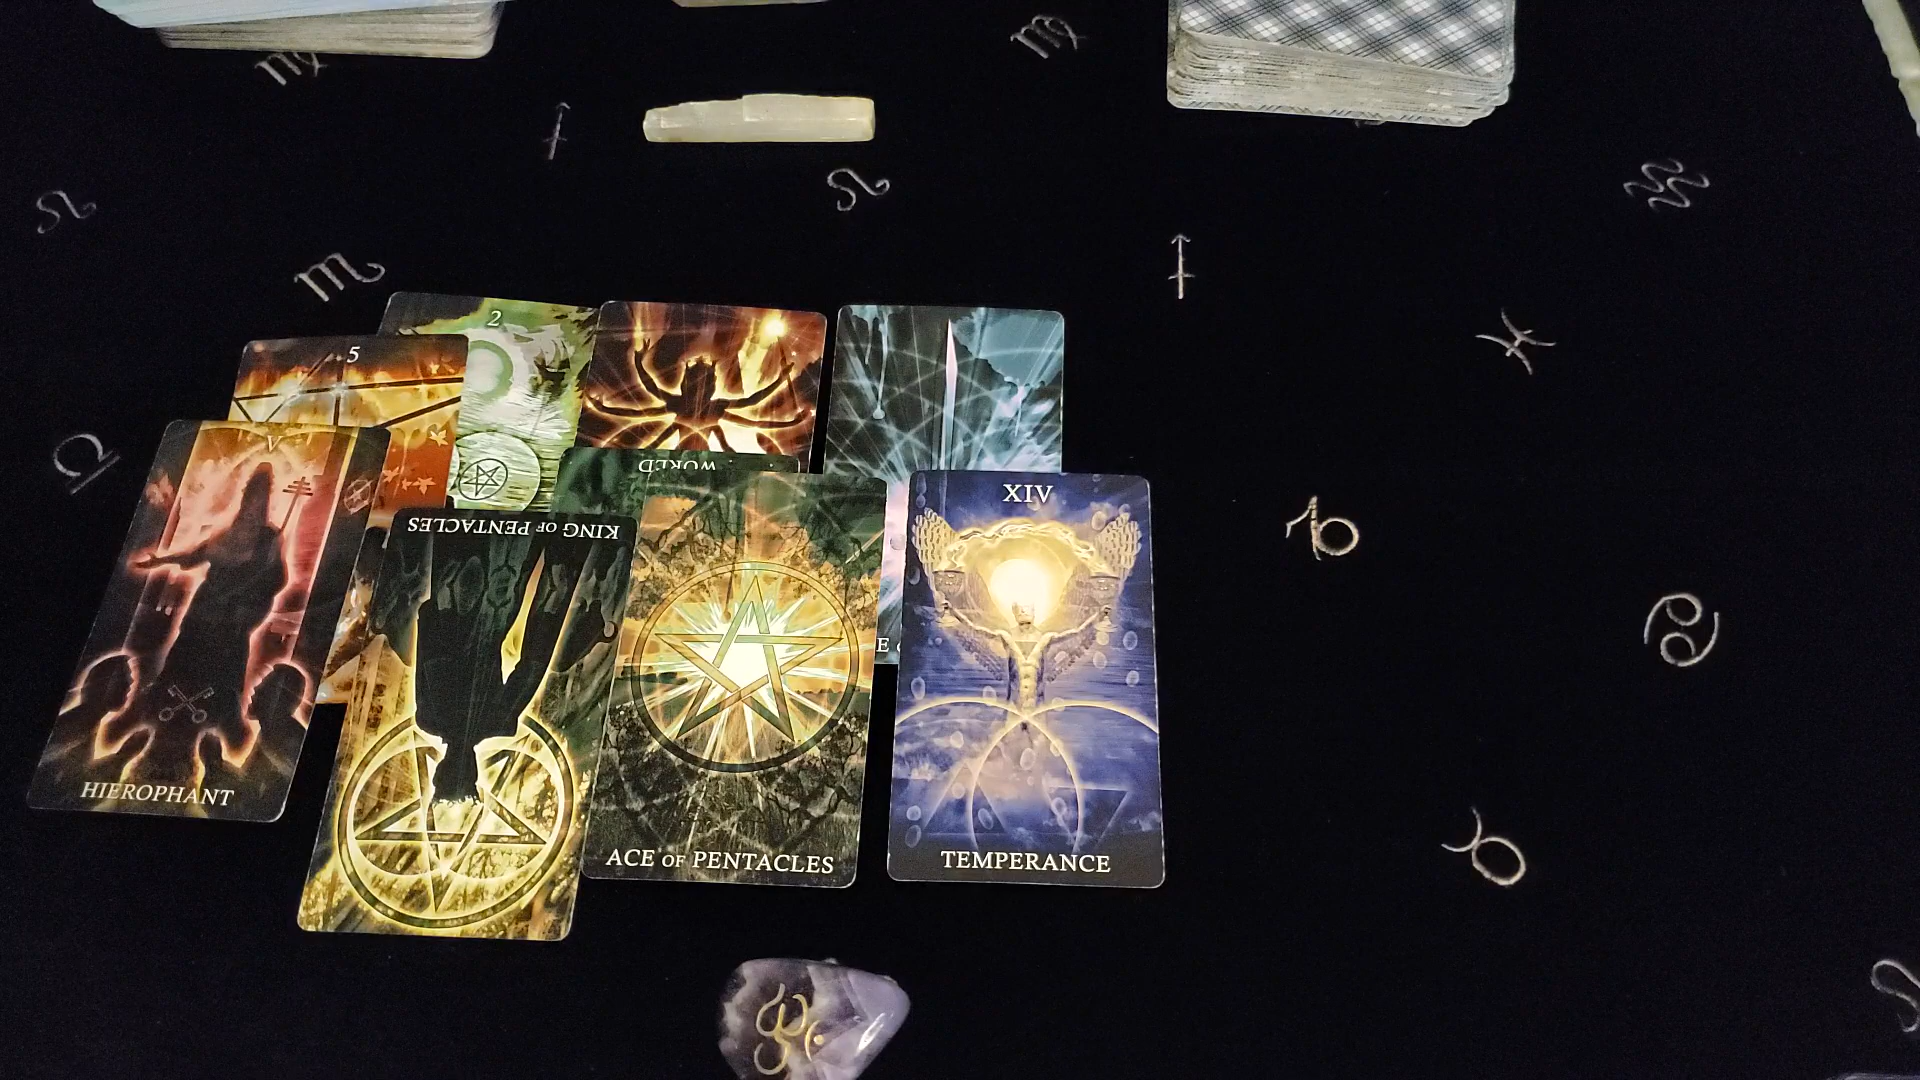 2
5
V
WORLD
XIV
KING OF PENTACLES
E
HIEROPHANT
ACE OF PENTACLES
TEMPERANCE